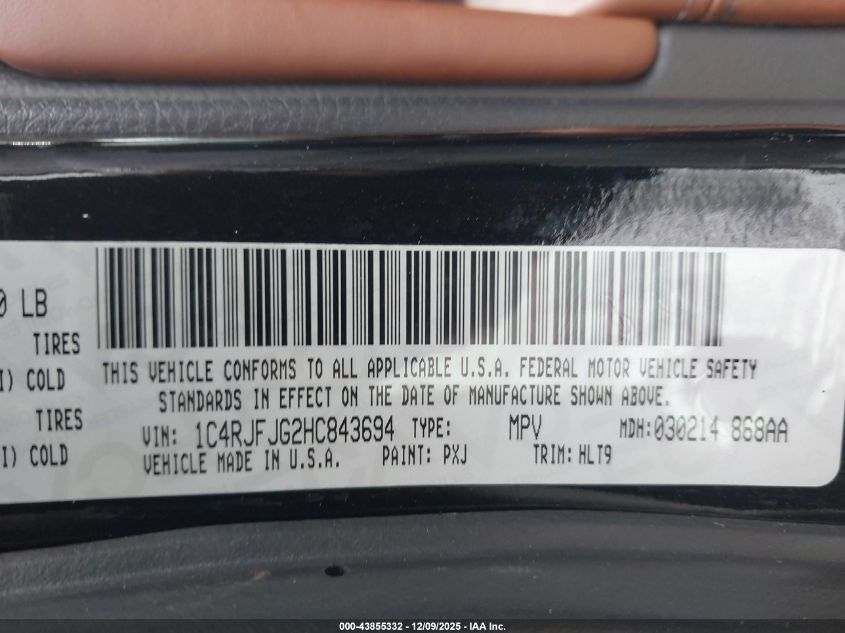 0 LB
TIRES
I) COLD
TIRES
I) COLD
THIS VEHICLE CONFORMS TO ALL APPLICABLE U.S.A. FEDERAL MOTOR VEHICLE SAFETY
STANDARDS IN EFFECT ON THE DATE OF MANUFACTURE SHOWN ABOVE.
VIN: 1C4RJFJG2HC843694 TYPE: MPV MDH:030214 868AA
VEHICLE MADE IN U.S.A. PAINT: PXJ TRIM: HLT9
000-43855332 - 12/09/2025 - IAA Inc.